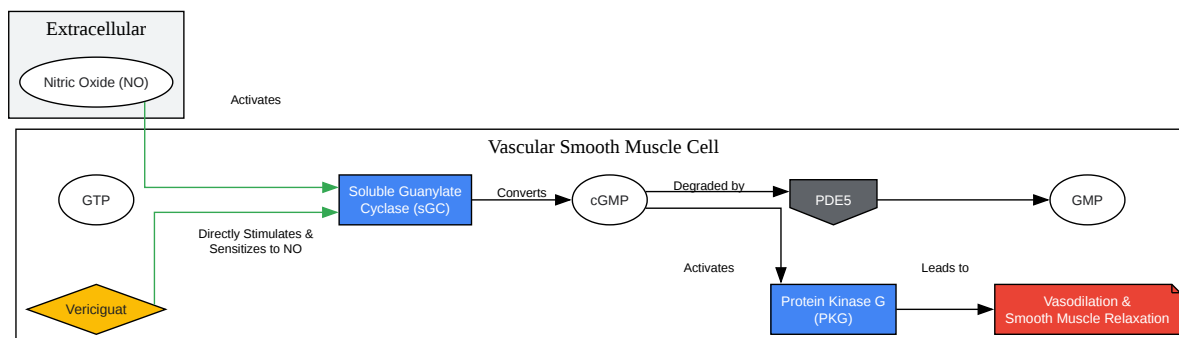 Extracellular
Nitric Oxide (NO)
Activates
Vascular Smooth Muscle Cell
GTP
Soluble Guanylate
Cyclase (sGC)
Converts
cGMP
Degraded by
PDE5
GMP
Directly Stimulates &
Sensitizes to NO
Activates
Leads to
Vericiguat
Protein Kinase G
(PKG)
Vasodilation &
Smooth Muscle Relaxation